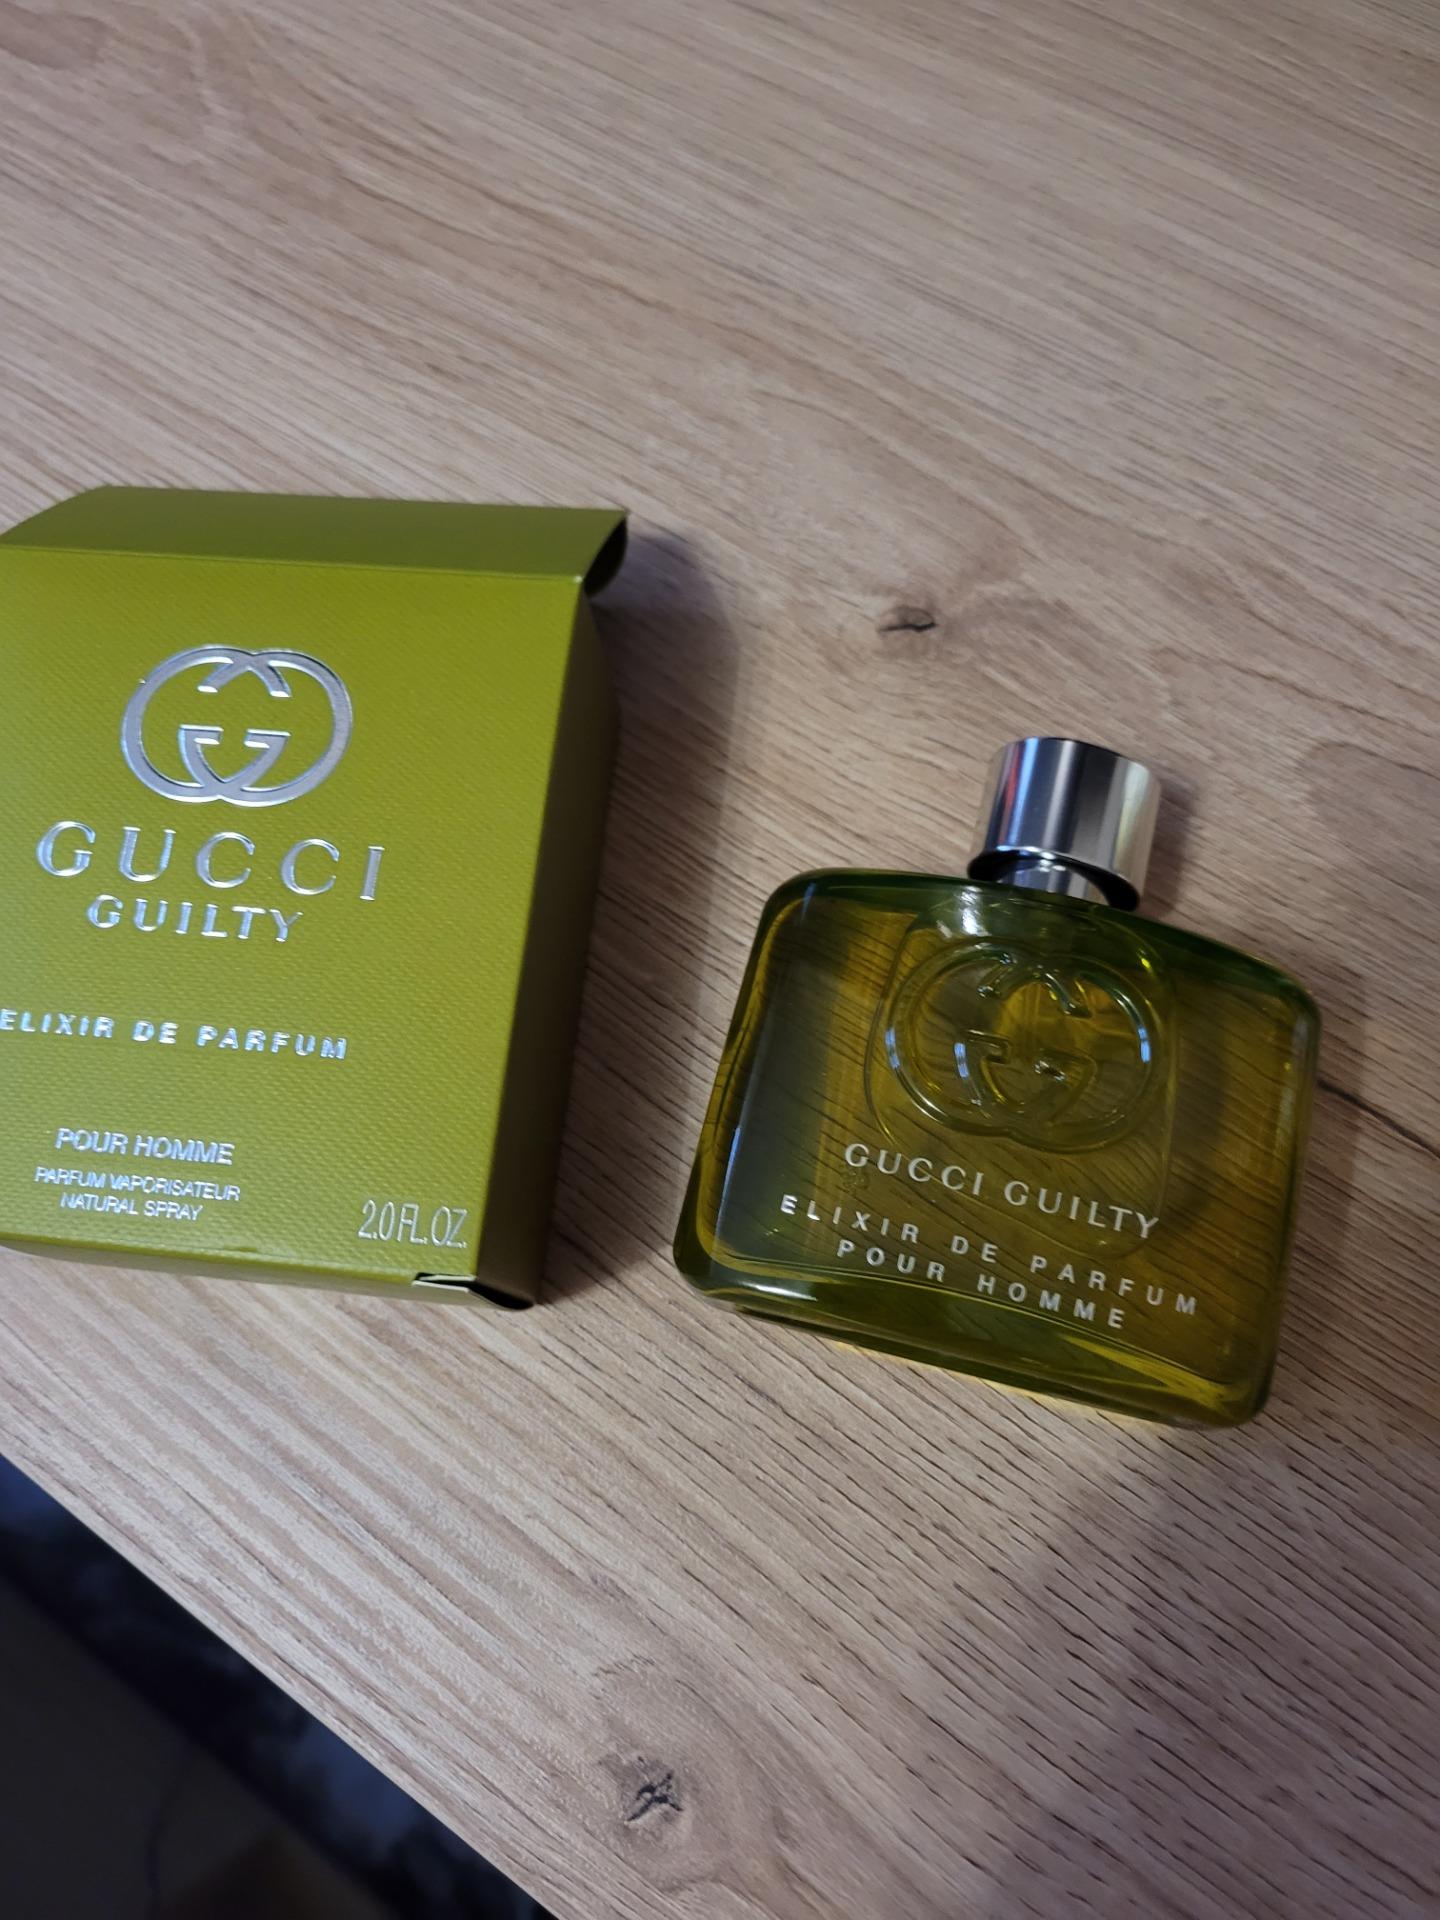 GUCCI
GUILTY
ELIXIR DE PARFUM
POUR HOMME
PARFUM VAPORISATEUR
NATURAL SPRAY
2.0 FL. OZ.
GUCCI GUILTY
ELIXIR DE PARFUM
POUR HOMME